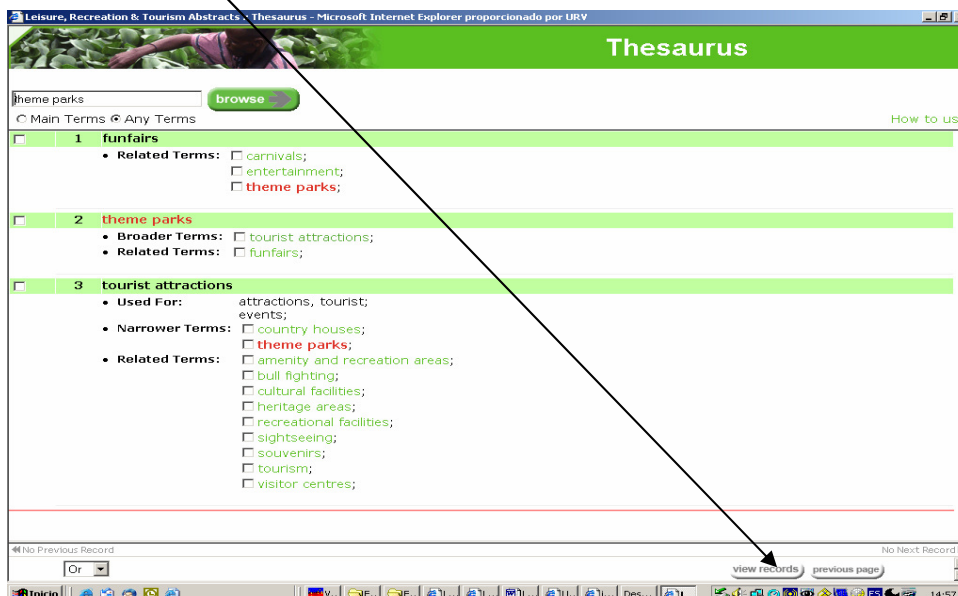 Leisure, Recreation & Tourism Abstracts - Thesaurus - Microsoft Internet Explorer proporcionado por URV
Thesaurus
theme parks browse
Main Terms Any Terms How to us
1 funfairs
• Related Terms: carnivals;
entertainment;
theme parks;
2 theme parks
• Broader Terms: tourist attractions;
• Related Terms: funfairs;
3 tourist attractions
• Used For: attractions, tourist;
events;
• Narrower Terms: country houses;
theme parks;
• Related Terms: amenity and recreation areas;
bull fighting;
cultural facilities;
heritage areas;
recreational facilities;
sightseeing;
souvenirs;
tourism;
visitor centres;
No Previous Record No Next Record
Or view records previous page
Inicio V... E... E... J... J... J... U... J... Des... ES 14:57